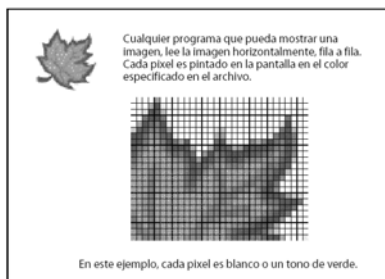 Cualquier programa que pueda mostrar una
imagen, lee la imagen horizontalmente, fila a fila.
Cada pixel es pintado en la pantalla en el color
especificado en el archivo.
En este ejemplo, cada pixel es blanco o un tono de verde.